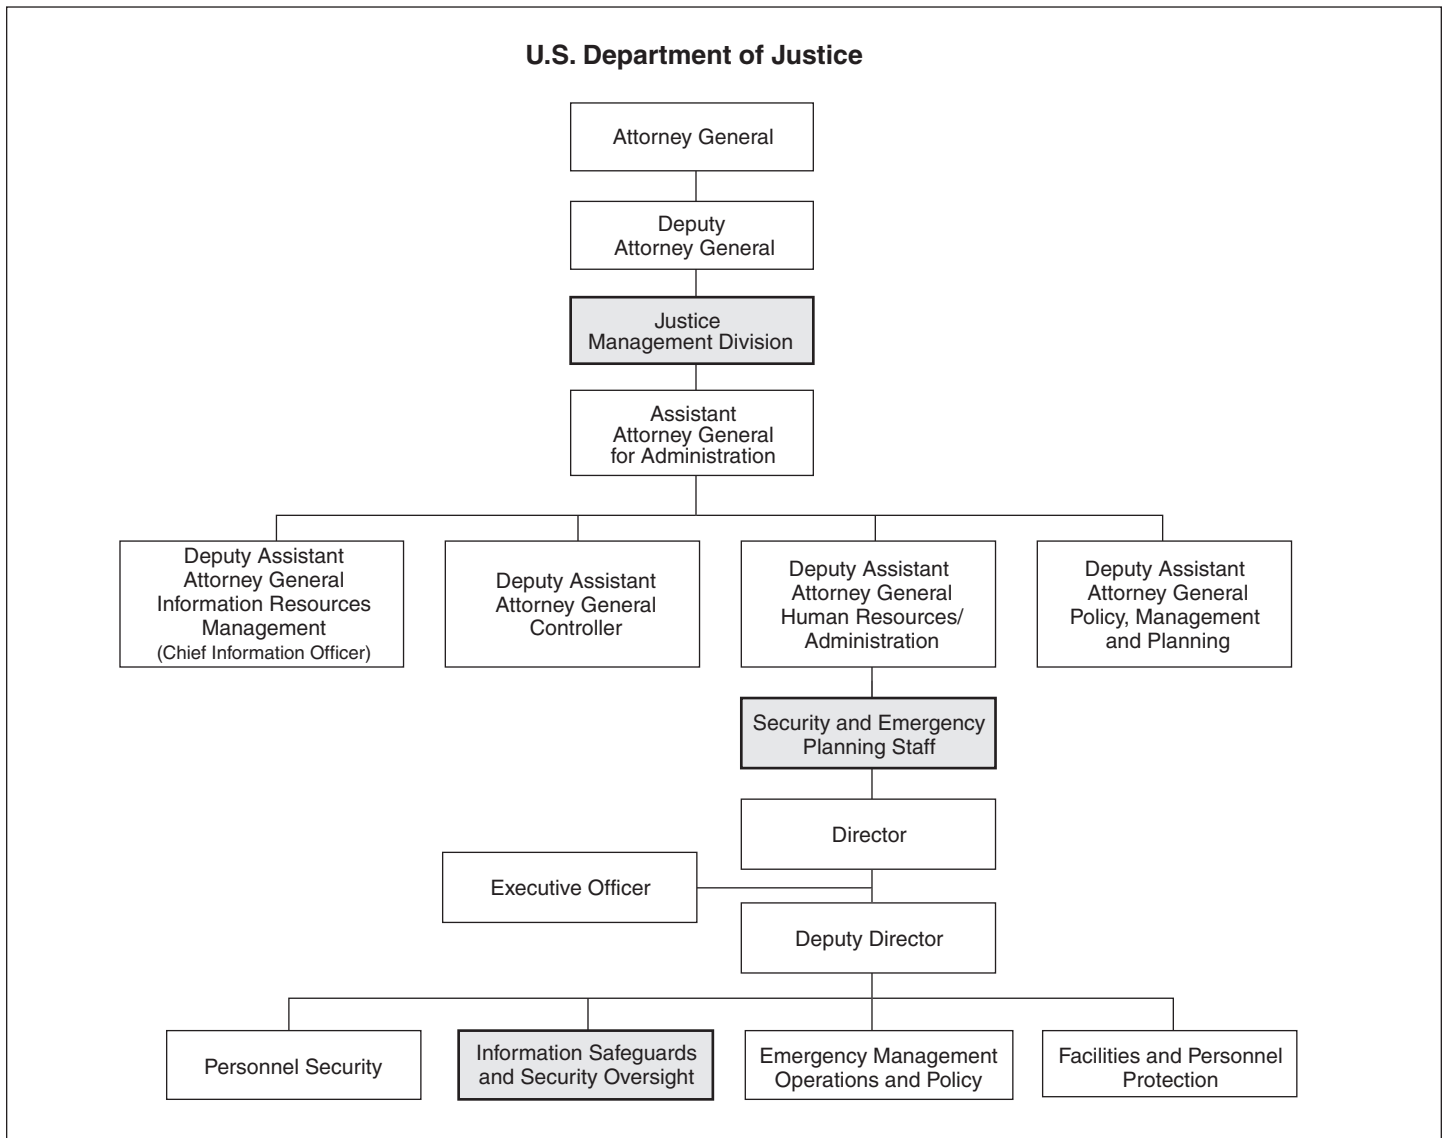 U.S. Department of Justice
Attorney General
Deputy
Attorney General
Justice
Management Division
Assistant
Attorney General
for Administration
Deputy Assistant
Attorney General
Information Resources
Management
(Chief Information Officer)
Deputy Assistant
Attorney General
Controller
Deputy Assistant
Attorney General
Human Resources/
Administration
Deputy Assistant
Attorney General
Policy, Management
and Planning
Security and Emergency
Planning Staff
Director
Executive Officer
Deputy Director
Personnel Security
Information Safeguards
and Security Oversight
Emergency Management
Operations and Policy
Facilities and Personnel
Protection